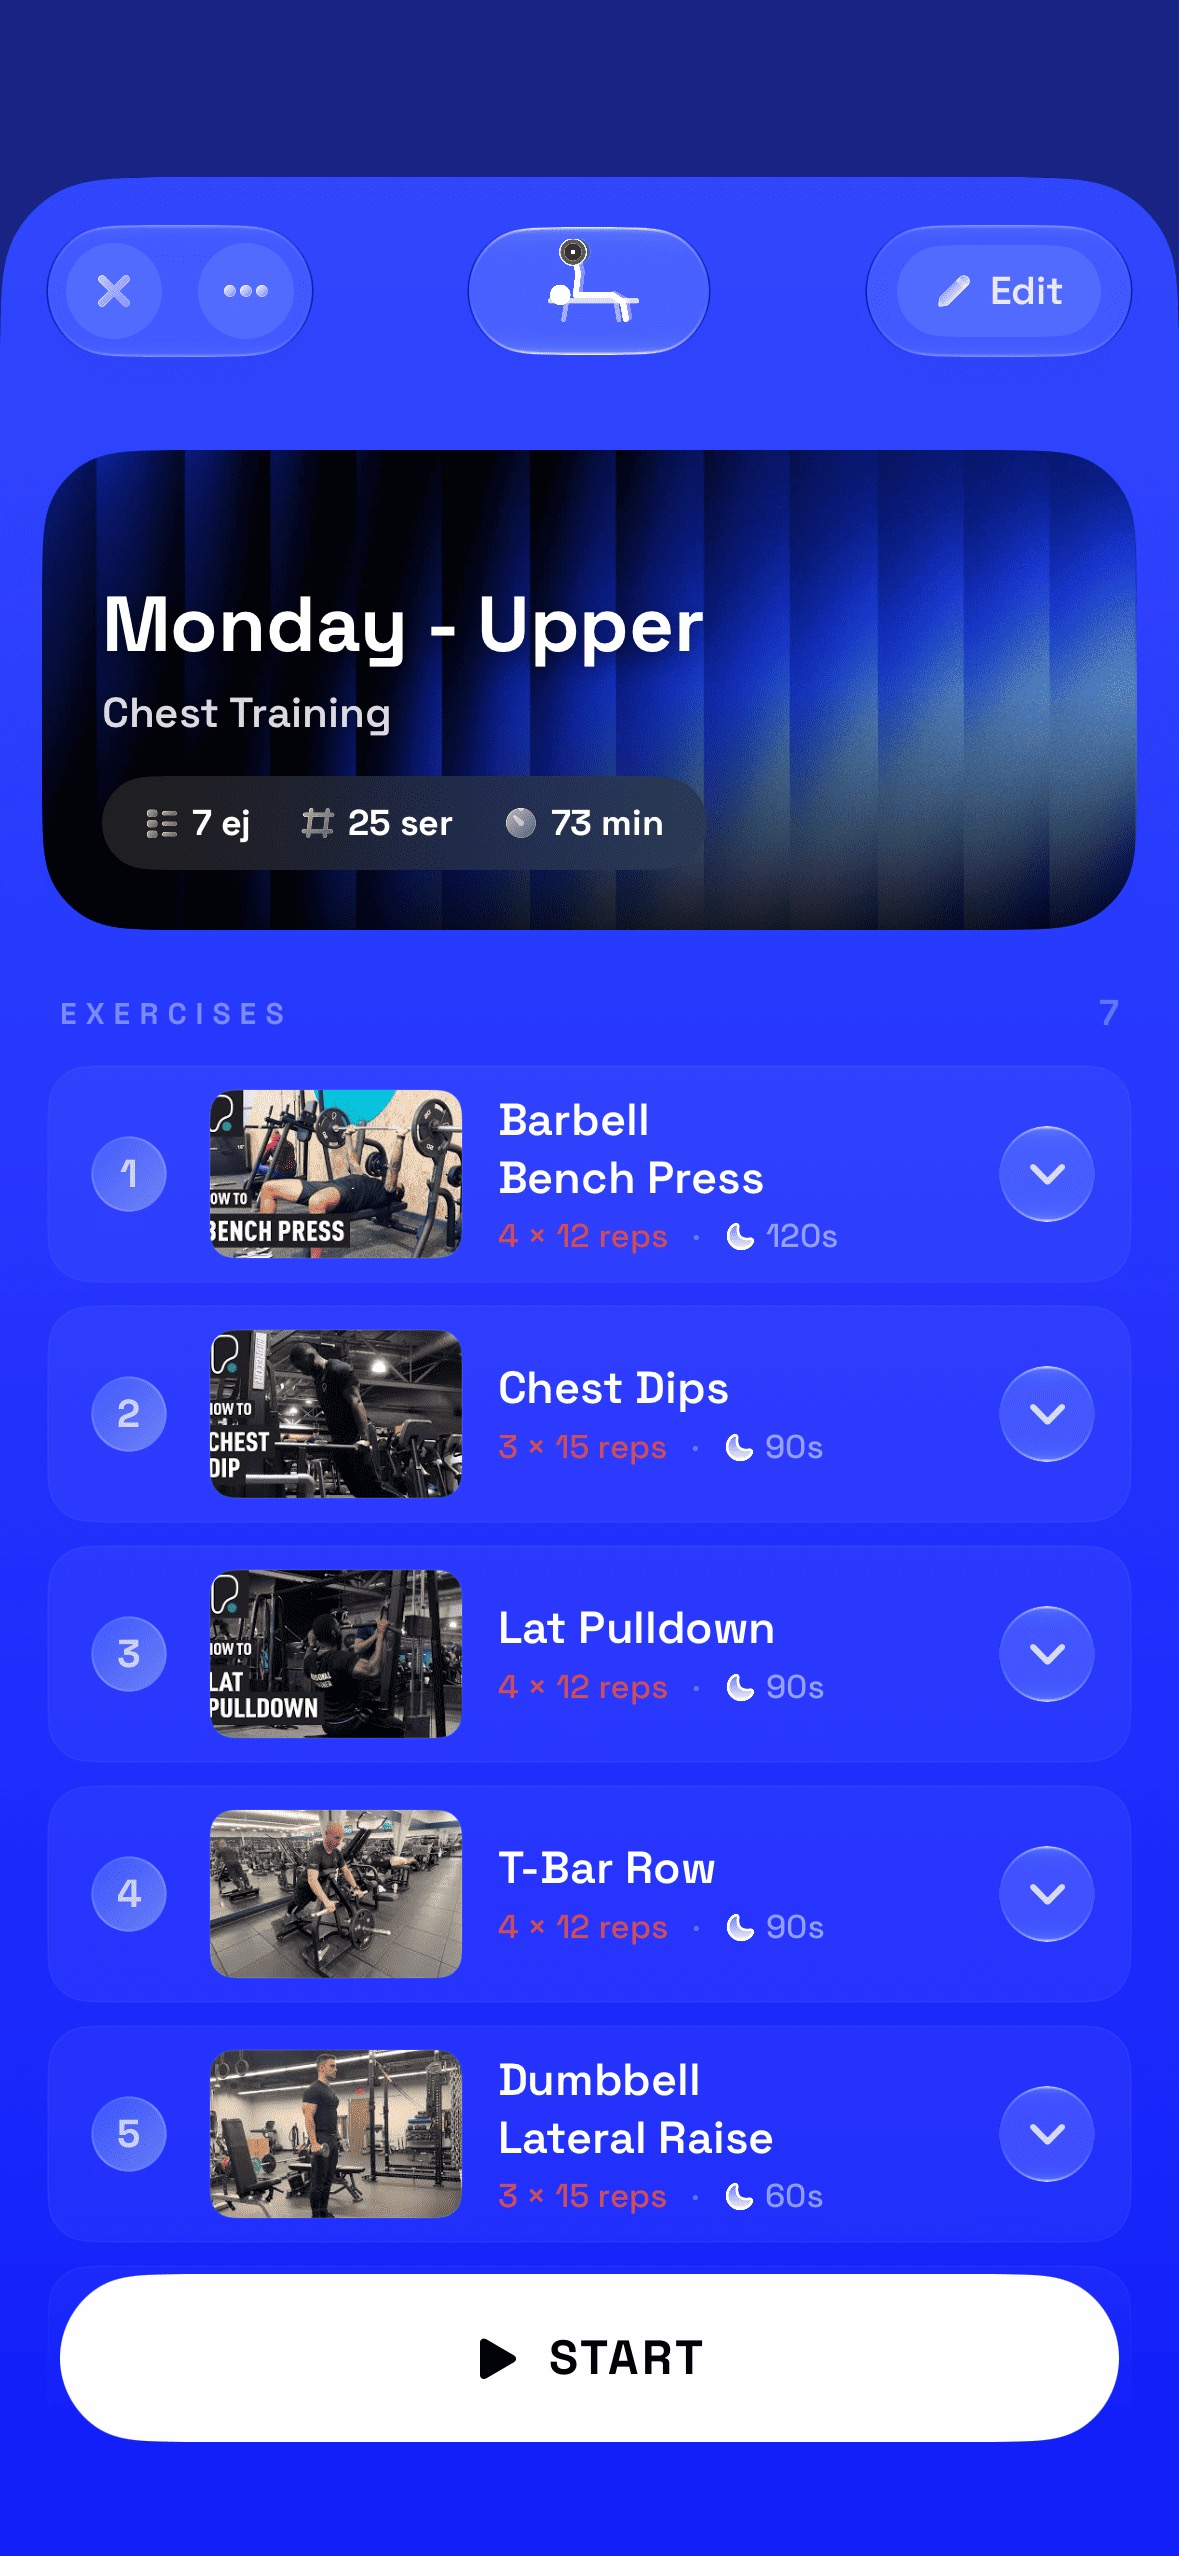 Edit
Monday - Upper
Chest Training
7 ej 25 ser 73 min
EXERCISES 7
1
OW TO
BENCH PRESS
Barbell
Bench Press
4 × 12 reps · 120s
2
HOW TO
CHEST
DIP
Chest Dips
3 × 15 reps · 90s
3
HOW TO
LAT
PULLDOWN
Lat Pulldown
4 × 12 reps · 90s
4
T-Bar Row
4 × 12 reps · 90s
5
Dumbbell
Lateral Raise
3 × 15 reps · 60s
START